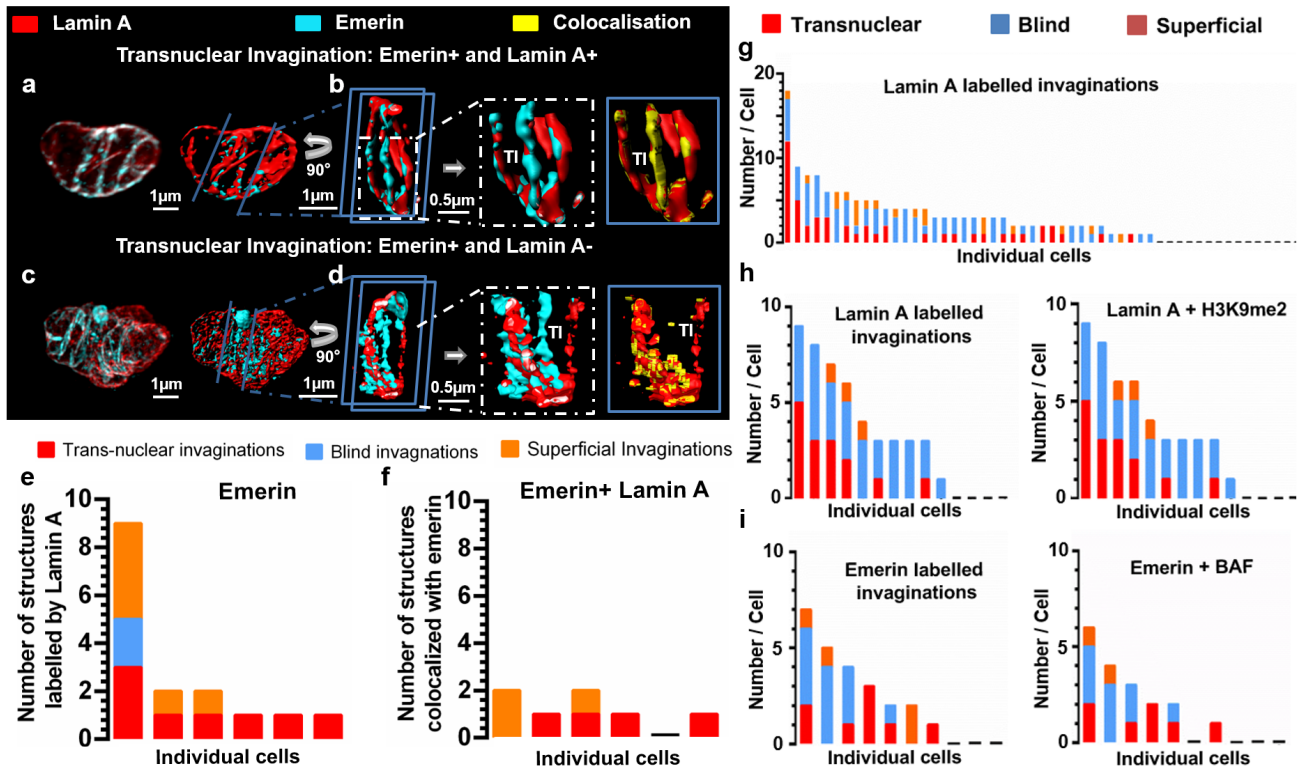 Lamin A
Emerin
Colocalisation
Transnuclear Invagination: Emerin+ and Lamin A+
a
b
TI
TI
90°
1µm
1µm
0.5µm
Transnuclear Invagination: Emerin+ and Lamin A-
c
d
TI
TI
90°
1µm
1µm
0.5µm
Trans-nuclear invaginations
Blind invagnations
Superficial Invaginations
e
Emerin
Number of structures
labelled by Lamin A
10
8
6
4
2
0
Individual cells
f
Emerin+ Lamin A
Number of structures
colocalized with emerin
10
8
6
4
2
0
Individual cells
Transnuclear
Blind
Superficial
g
Lamin A labelled invaginations
Number / Cell
20
10
0
Individual cells
h
Lamin A labelled
invaginations
Number / Cell
10
5
0
Individual cells
Lamin A + H3K9me2
Number / Cell
10
5
0
Individual cells
i
Emerin labelled
invaginations
Number / Cell
10
5
0
Individual cells
Emerin + BAF
Number / Cell
10
5
0
Individual cells